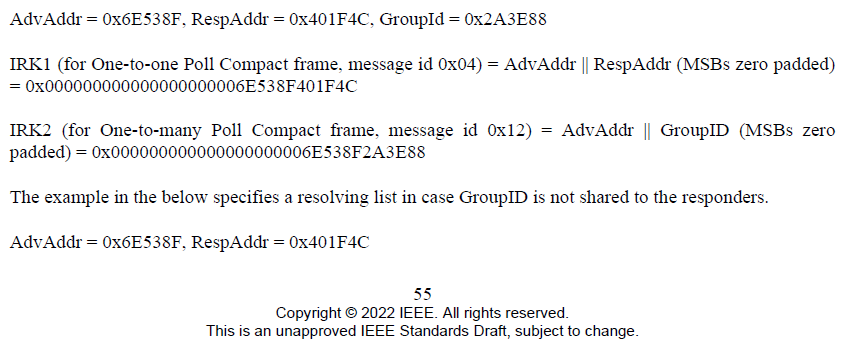 AdvAddr = 0x6E538F, RespAddr = 0x401F4C, GroupId = 0x2A3E88
IRK1 (for One-to-one Poll Compact frame, message id 0x04) = AdvAddr || RespAddr (MSBs zero padded)
= 0x00000000000000000000006E538F401F4C
IRK2 (for One-to-many Poll Compact frame, message id 0x12) = AdvAddr || GroupID (MSBs zero
padded) = 0x00000000000000000000006E538F2A3E88
The example in the below specifies a resolving list in case GroupID is not shared to the responders.
AdvAddr = 0x6E538F, RespAddr = 0x401F4C
55
Copyright © 2022 IEEE. All rights reserved.
This is an unapproved IEEE Standards Draft, subject to change.